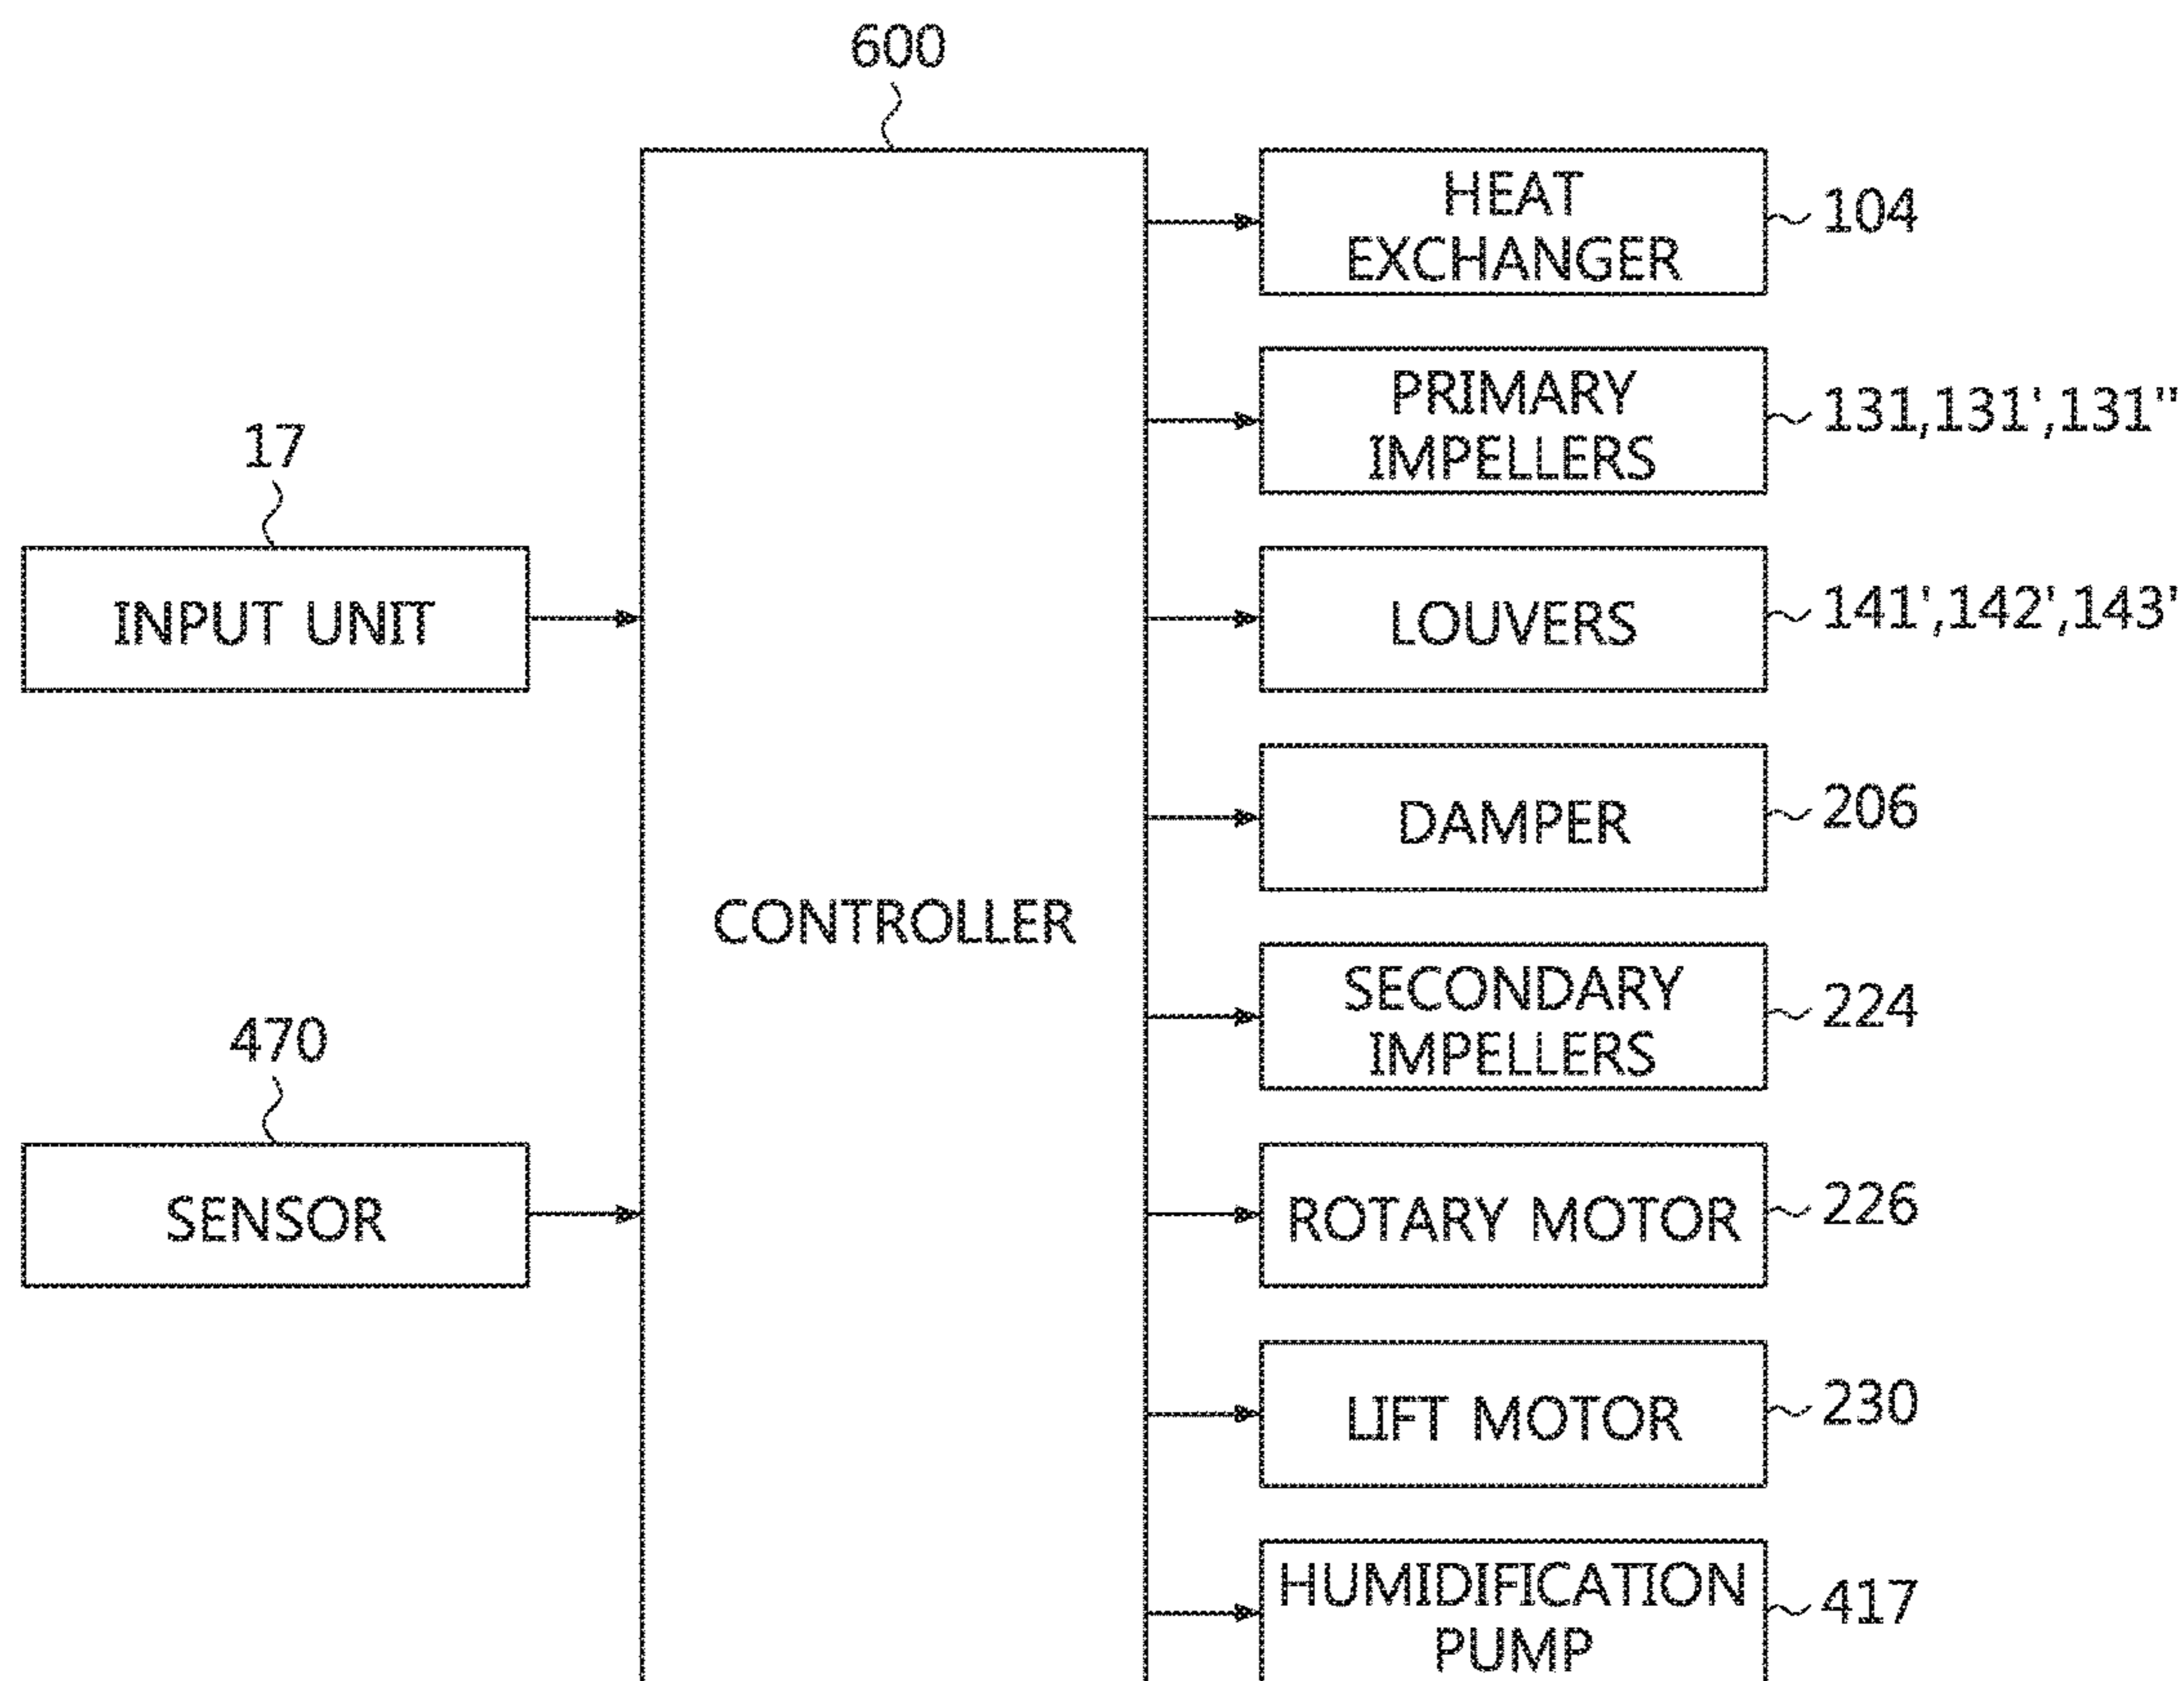 600
HEAT
EXCHANGER
104
PRIMARY
IMPELLERS
131,131',131"
17
INPUT UNIT
LOUVERS
141',142',143'
DAMPER
206
CONTROLLER
SECONDARY
IMPELLERS
224
470
SENSOR
ROTARY MOTOR
226
LIFT MOTOR
230
HUMIDIFICATION
PUMP
417